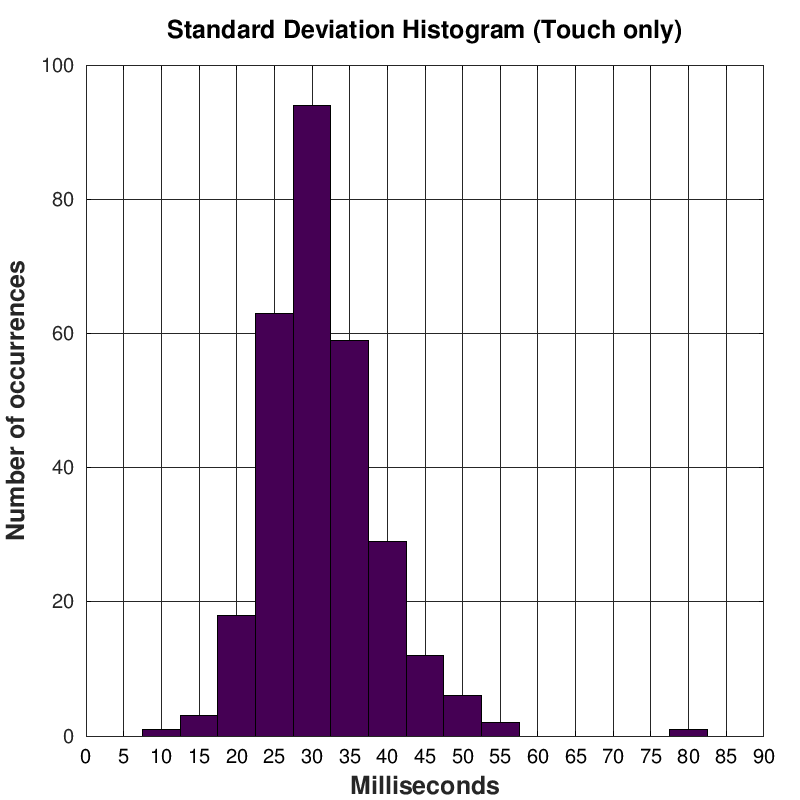 Standard Deviation Histogram (Touch only)
Number of occurrences
100
80
60
40
20
0
0 5 10 15 20 25 30 35 40 45 50 55 60 65 70 75 80 85 90
Milliseconds